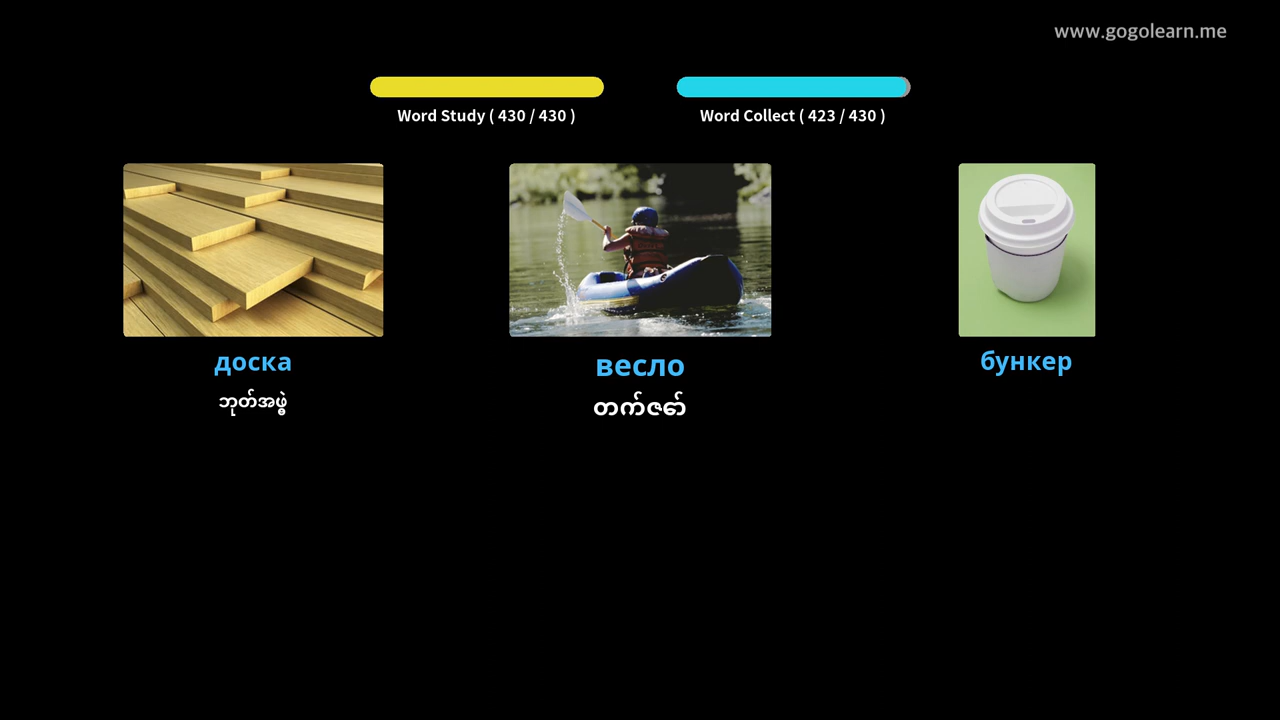 www.gogolearn.me
Word Study ( 430 / 430 )
Word Collect ( 423 / 430 )
доска
весло
бункер
ဘုတ်အဖွဲ့
တက်ဇော်